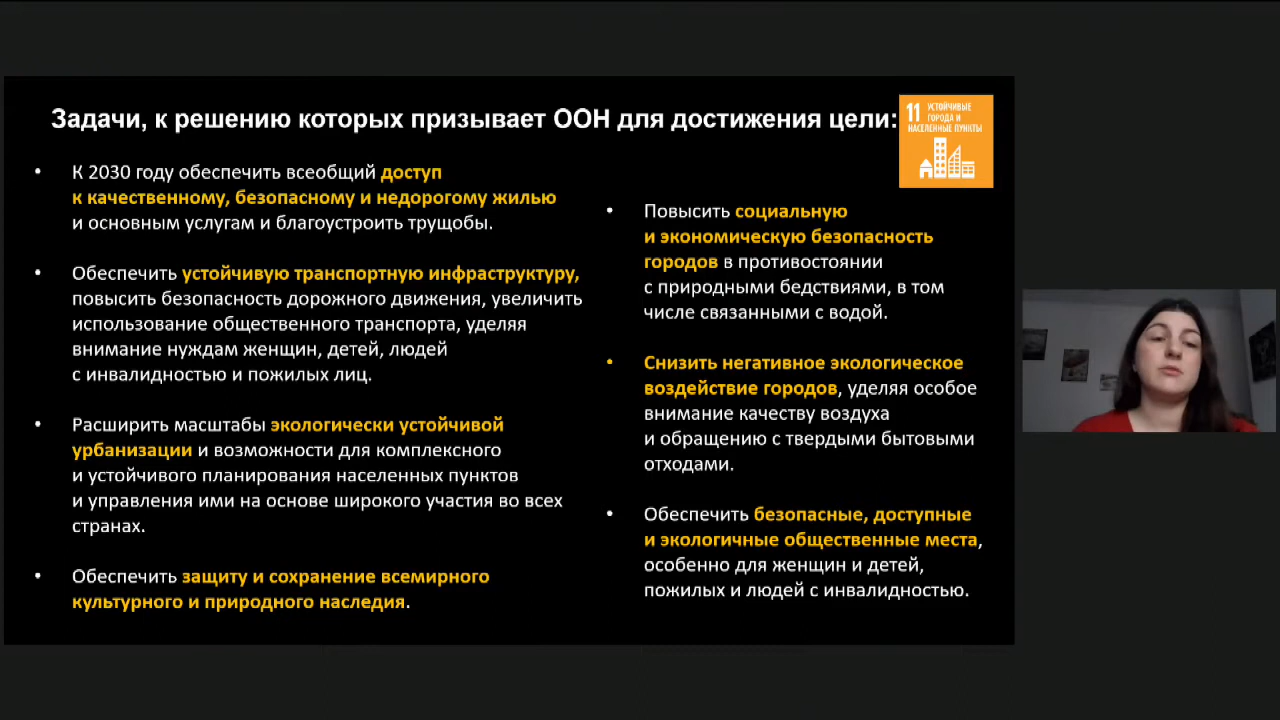 Задачи, к решению которых призывает ООН для достижения цели:
11 УСТОЙЧИВЫЕ
ГОРОДА И
НАСЕЛЕННЫЕ ПУНКТЫ
• К 2030 году обеспечить всеобщий доступ
к качественному, безопасному и недорогому жилью
и основным услугам и благоустроить трущобы.
• Обеспечить устойчивую транспортную инфраструктуру,
повысить безопасность дорожного движения, увеличить
использование общественного транспорта, уделяя
внимание нуждам женщин, детей, людей
с инвалидностью и пожилых лиц.
• Расширить масштабы экологически устойчивой
урбанизации и возможности для комплексного
и устойчивого планирования населенных пунктов
и управления ими на основе широкого участия во всех
странах.
• Обеспечить защиту и сохранение всемирного
культурного и природного наследия.
• Повысить социальную
и экономическую безопасность
городов в противостоянии
с природными бедствиями, в том
числе связанными с водой.
• Снизить негативное экологическое
воздействие городов, уделяя особое
внимание качеству воздуха
и обращению с твердыми бытовыми
отходами.
• Обеспечить безопасные, доступные
и экологичные общественные места,
особенно для женщин и детей,
пожилых и людей с инвалидностью.